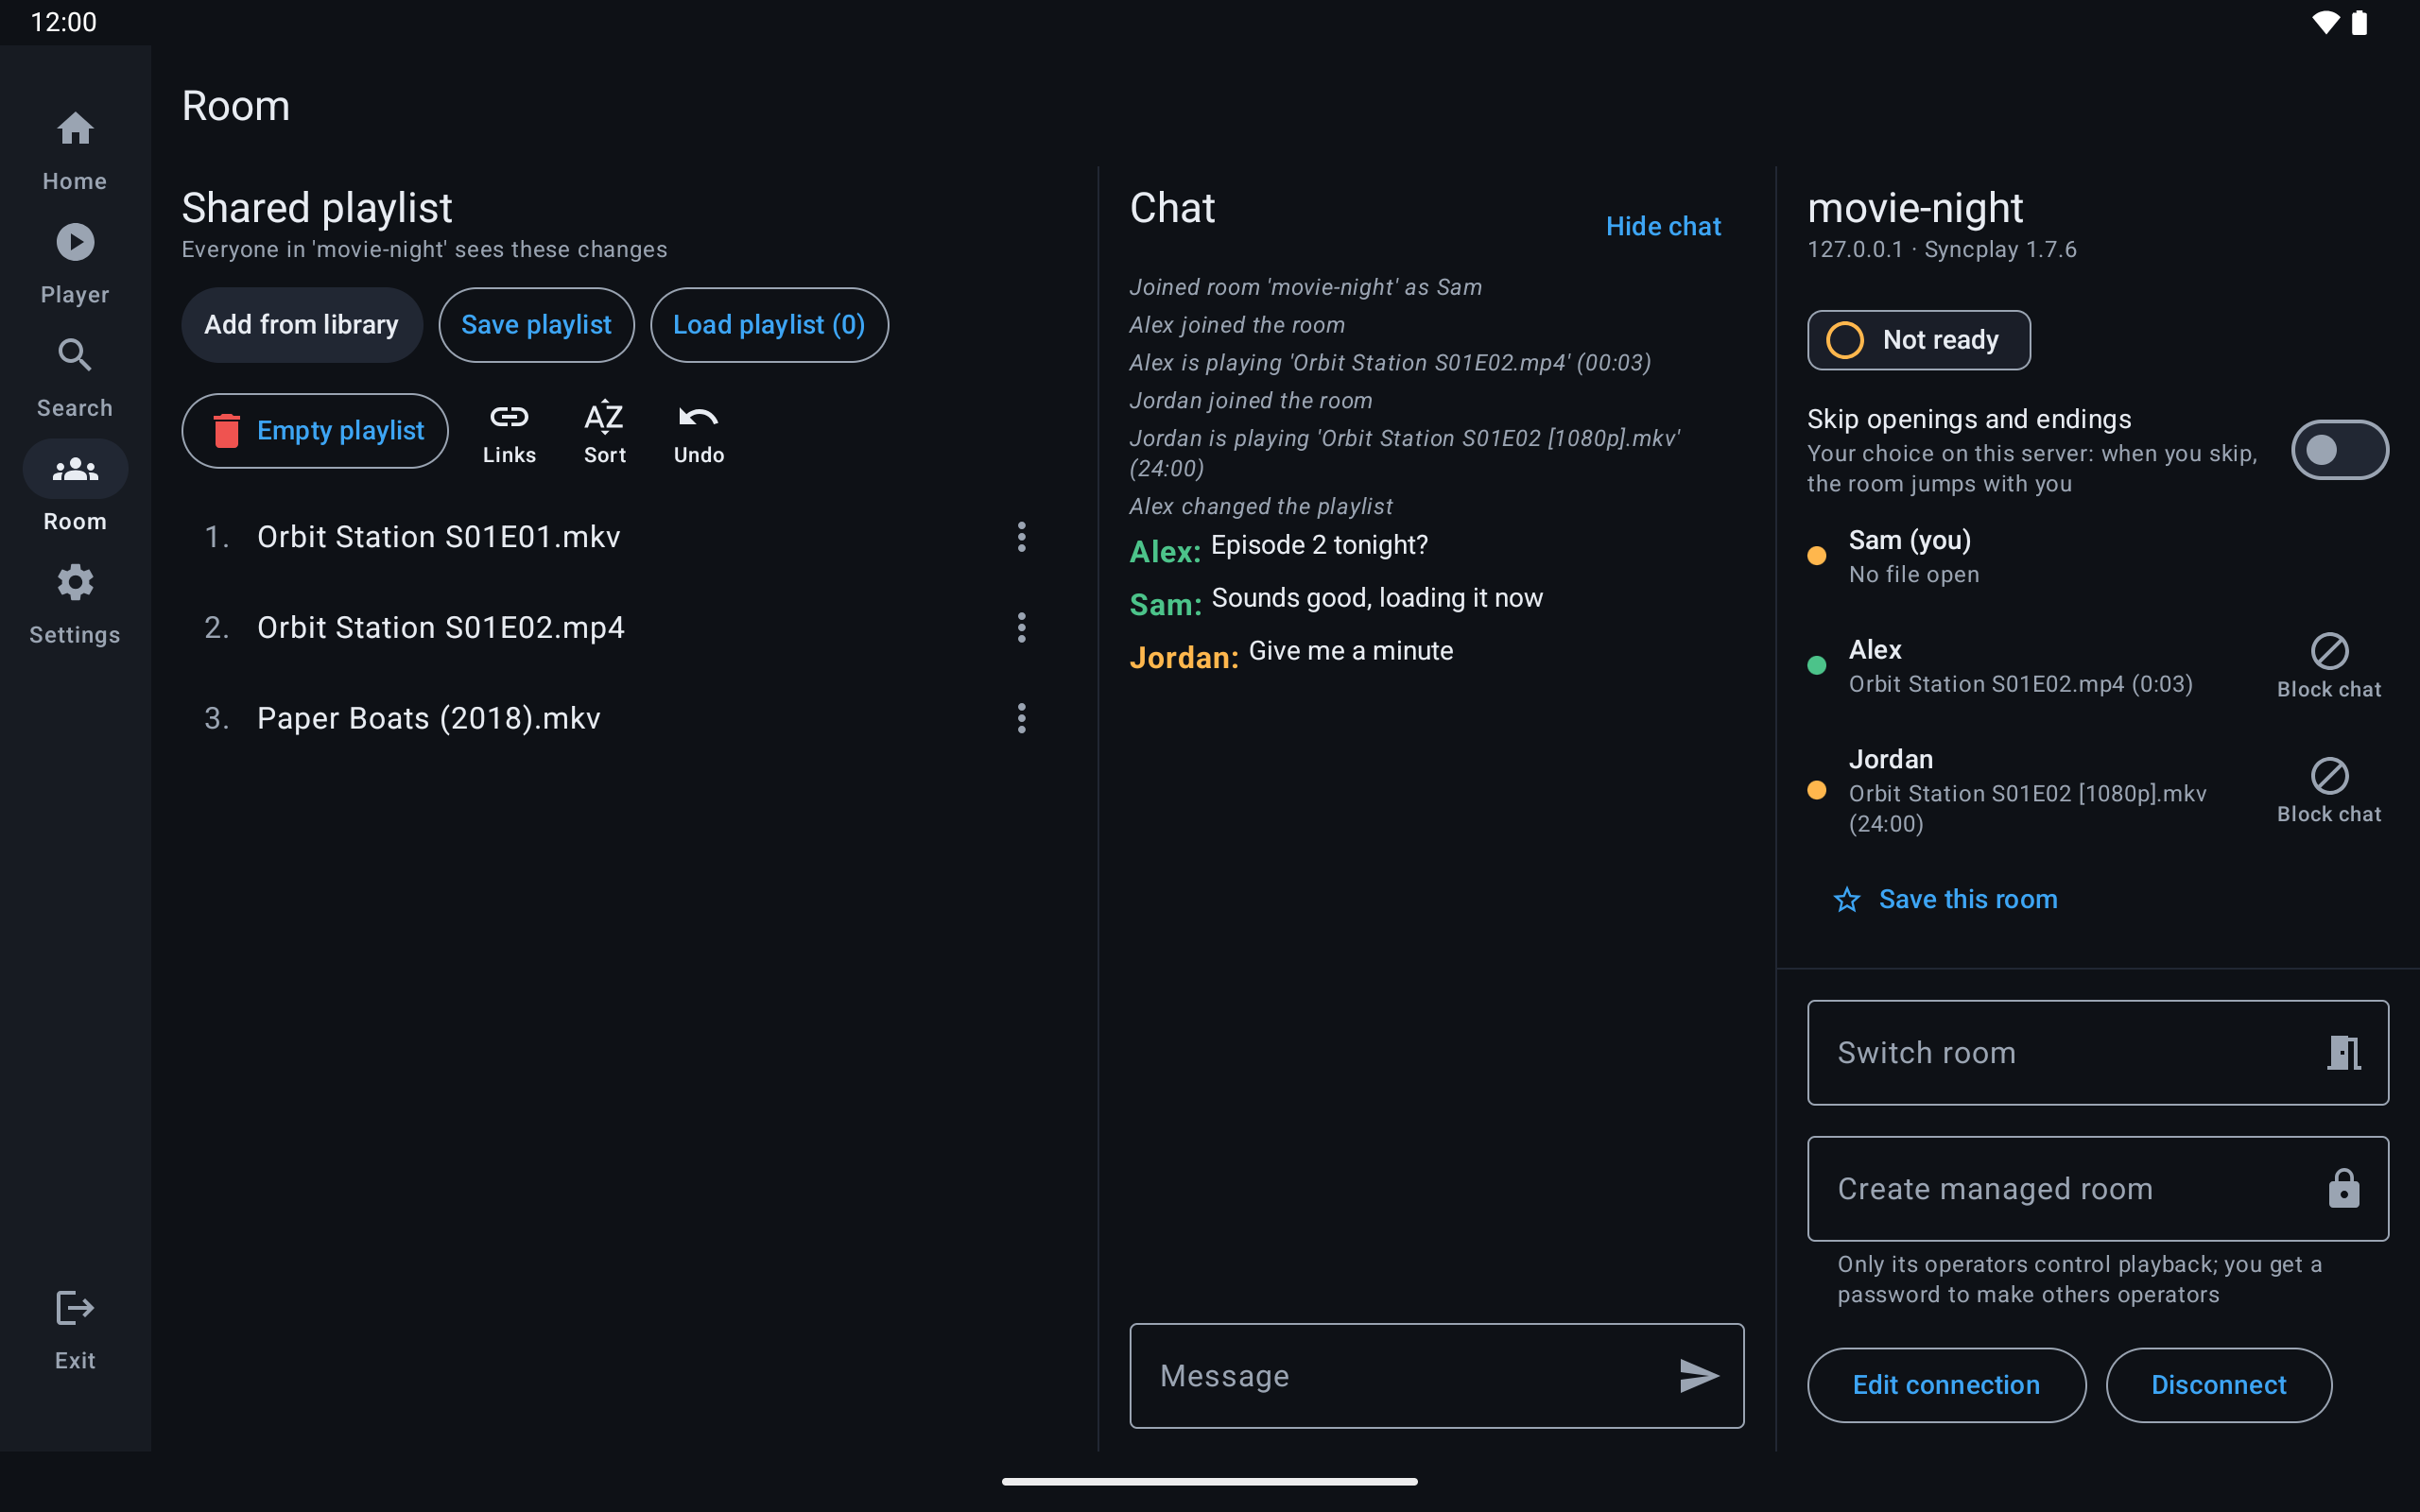 12:00
Home
Player
Search
Room
Settings
Exit
Room
Shared playlist
Everyone in 'movie-night' sees these changes
Add from library
Save playlist
Load playlist (0)
Empty playlist
Links
Sort
Undo
1. Orbit Station S01E01.mkv
2. Orbit Station S01E02.mp4
3. Paper Boats (2018).mkv
Chat
Hide chat
Joined room 'movie-night' as Sam
Alex joined the room
Alex is playing 'Orbit Station S01E02.mp4' (00:03)
Jordan joined the room
Jordan is playing 'Orbit Station S01E02 [1080p].mkv'
(24:00)
Alex changed the playlist
Alex: Episode 2 tonight?
Sam: Sounds good, loading it now
Jordan: Give me a minute
Message
movie-night
127.0.0.1 · Syncplay 1.7.6
Not ready
Skip openings and endings
Your choice on this server: when you skip,
the room jumps with you
Sam (you)
No file open
Alex
Orbit Station S01E02.mp4 (0:03)
Block chat
Jordan
Orbit Station S01E02 [1080p].mkv
(24:00)
Block chat
Save this room
Switch room
Create managed room
Only its operators control playback; you get a
password to make others operators
Edit connection
Disconnect